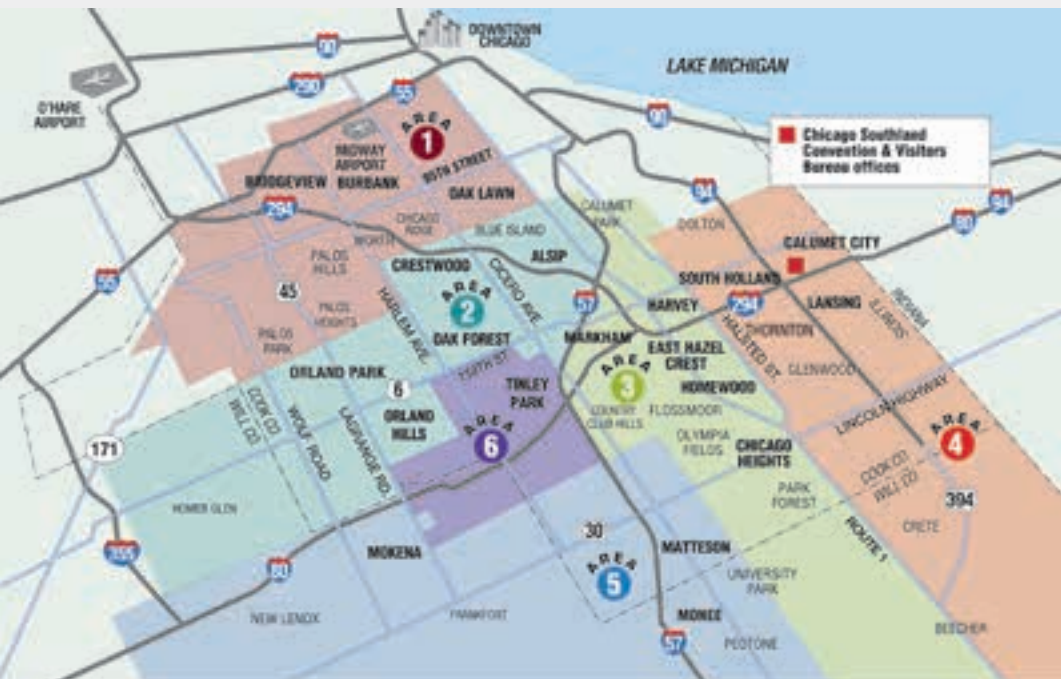 DOWNTOWN
CHICAGO
90
LAKE MICHIGAN
O'HARE
AIRPORT
290
55
AREA
1
MIDWAY
AIRPORT
90
Chicago Southland
Convention & Visitors
Bureau offices
BRIDGEVIEW
BURBANK
95TH STREET
OAK LAWN
294
CHICAGO
RIDGE
WORTH
BLUE ISLAND
CALUMET
PARK
94
DOLTON
80
94
CALUMET CITY
PALOS
HILLS
CRESTWOOD
ALSIP
CICERO AVE.
SOUTH HOLLAND
55
45
PALOS
HEIGHTS
HARLEM AVE.
AREA
2
OAK FOREST
57
HARVEY
294
LANSING
INDIANA
ILLINOIS
PALOS
PARK
159TH ST.
MARKHAM
EAST HAZEL
CREST
HALSTED ST.
THORNTON
GLENWOOD
ORLAND PARK
6
TINLEY
PARK
AREA
3
HOMEWOOD
COOK CO.
WILL CO.
WOLF ROAD
LAGRANGE RD.
ORLAND
HILLS
AREA
6
COUNTRY
CLUB HILLS
FLOSSMOOR
LINCOLN HIGHWAY
OLYMPIA
FIELDS
CHICAGO
HEIGHTS
AREA
4
171
COOK CO.
WILL CO.
PARK
FOREST
394
HOMER GLEN
CRETE
ROUTE 1
30
355
80
MOKENA
AREA
5
MATTESON
UNIVERSITY
PARK
NEW LENOX
FRANKFORT
MONEE
57
PEOTONE
BEECHER